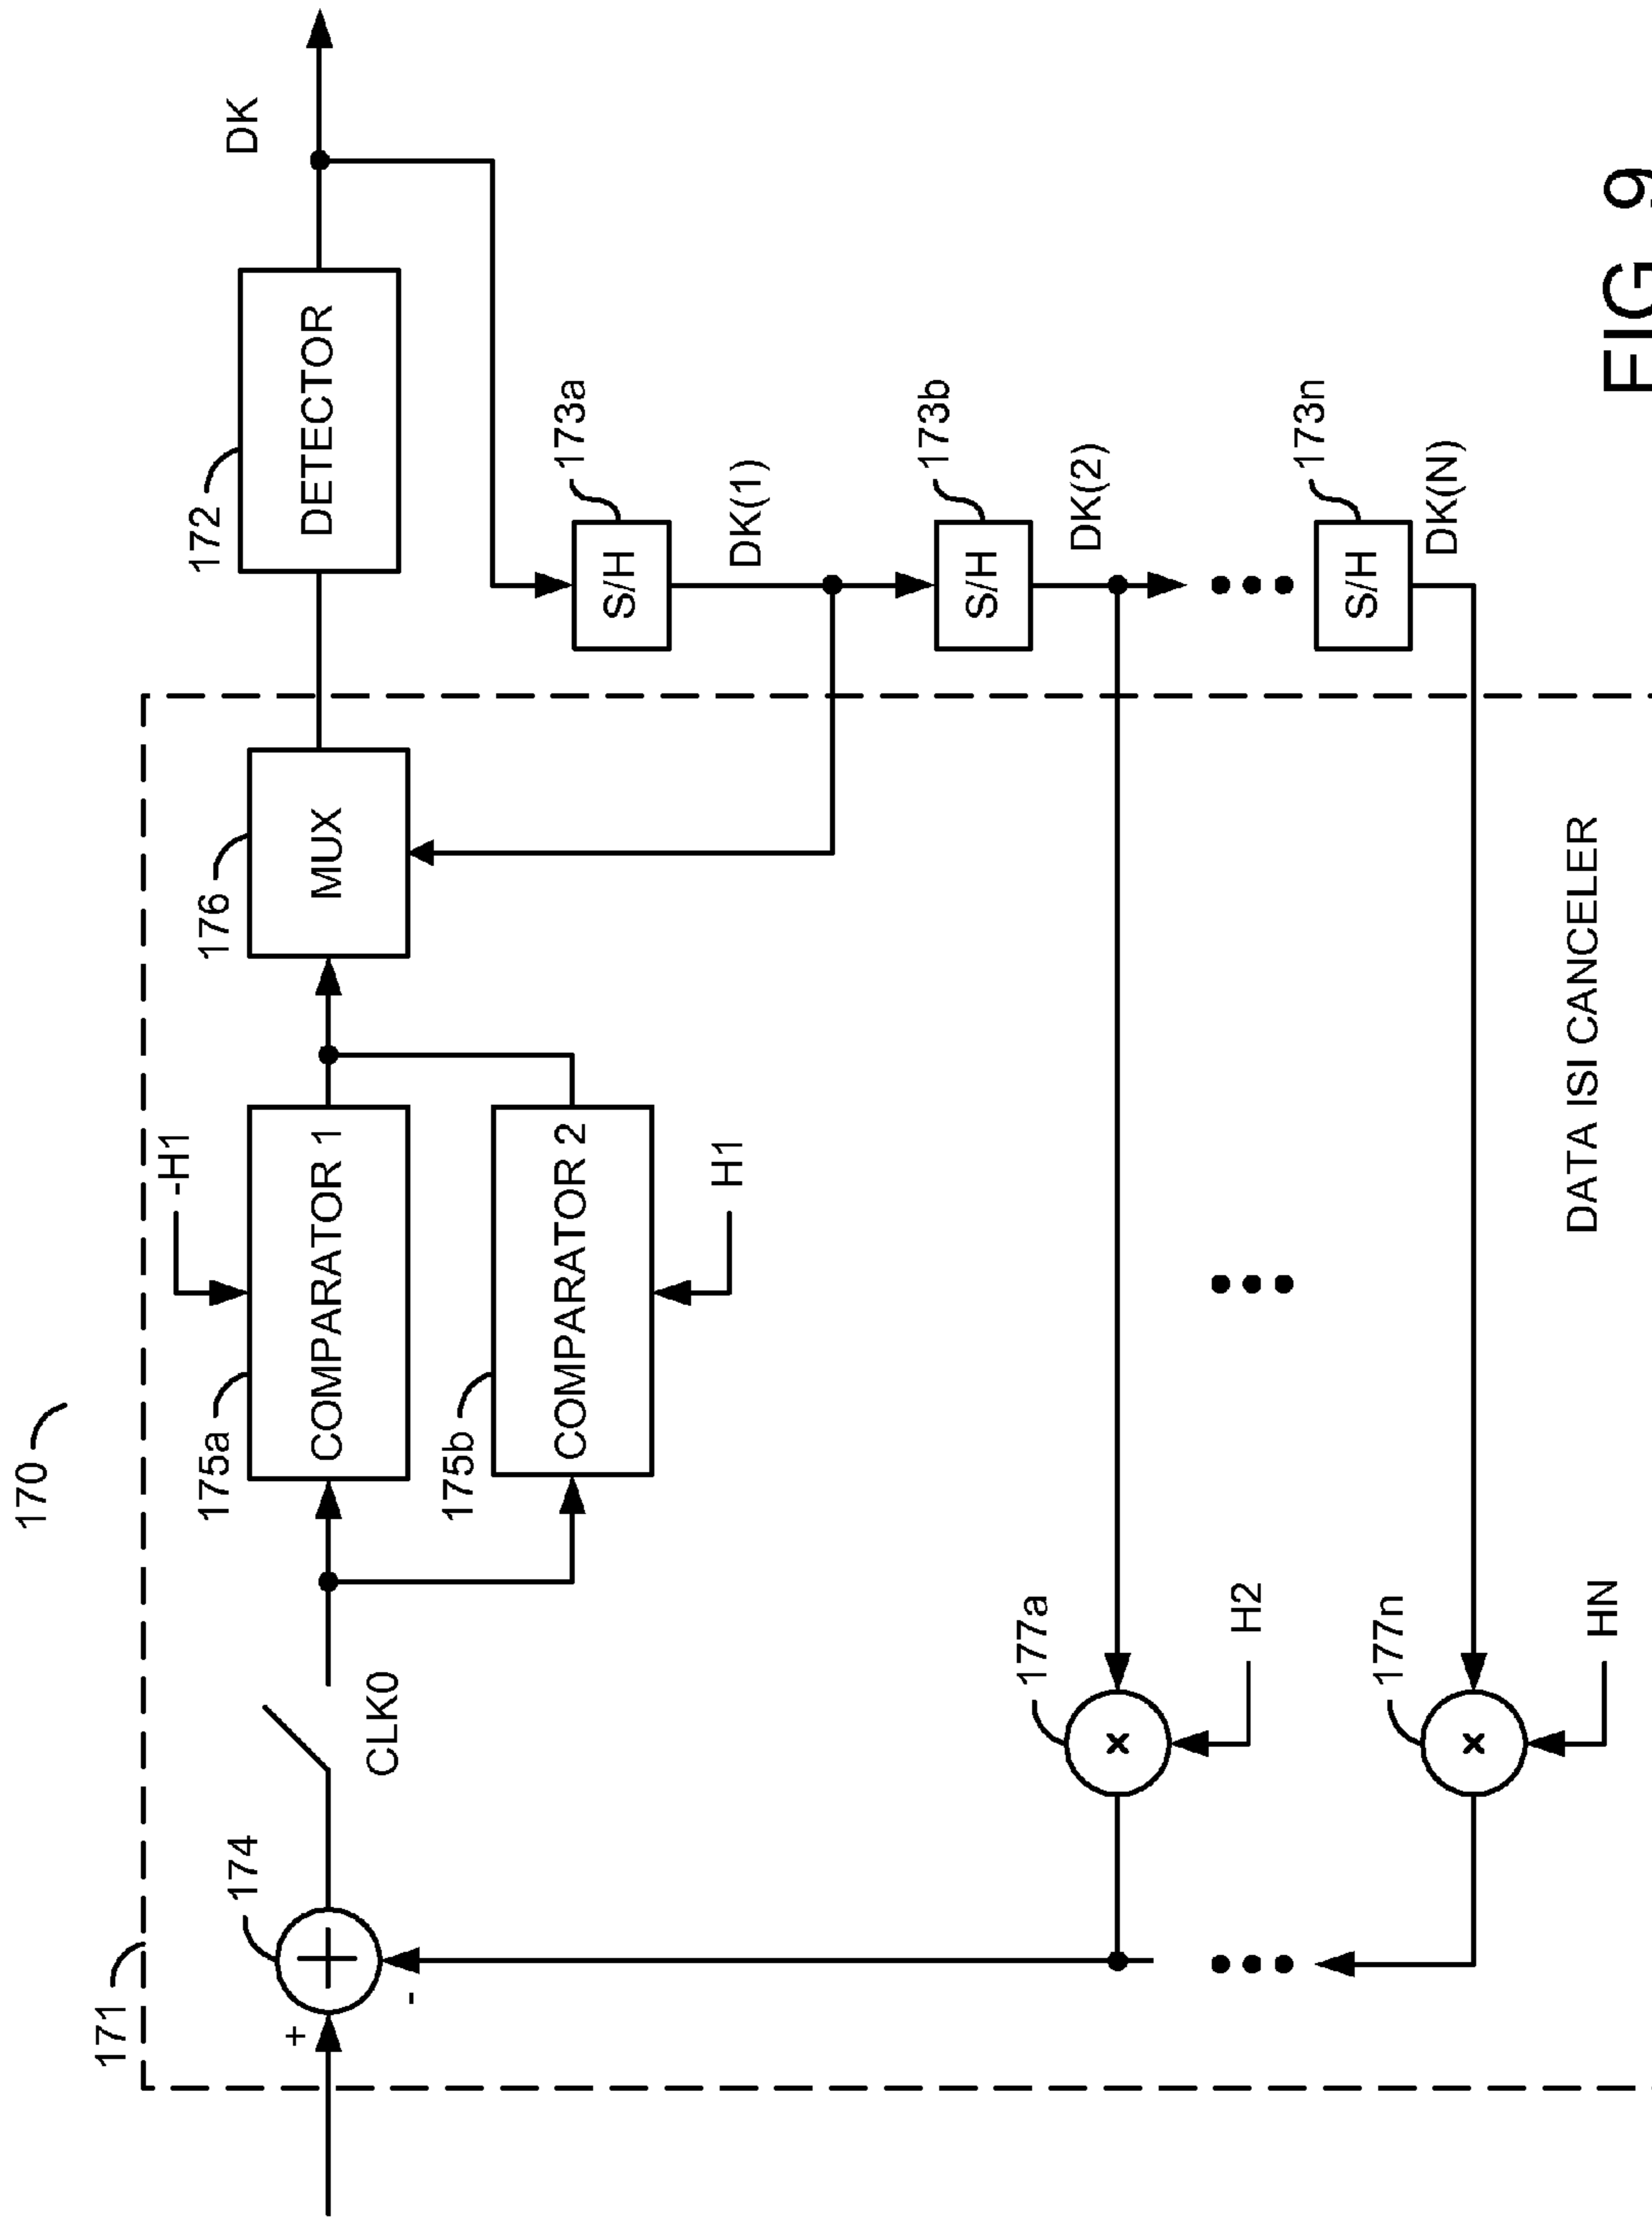 170
171
174
+
-
CLK0
175a
COMPARATOR 1
-H1
175b
COMPARATOR 2
H1
176
MUX
172
DETECTOR
DK
S/H
173a
DK(1)
S/H
173b
DK(2)
S/H
173n
DK(N)
177a
x
H2
177n
x
HN
DATA ISI CANCELER
FIG 9